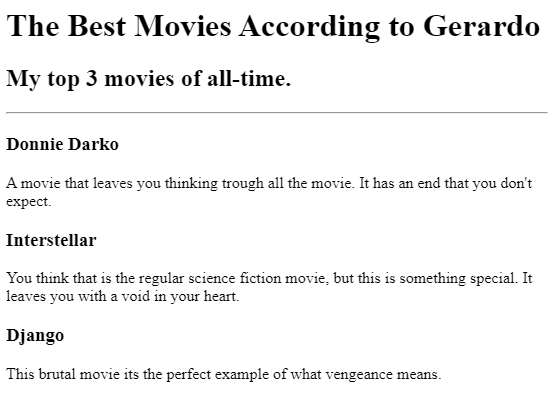 The Best Movies According to Gerardo
My top 3 movies of all-time.
Donnie Darko
A movie that leaves you thinking trough all the movie. It has an end that you don't
expect.
Interstellar
You think that is the regular science fiction movie, but this is something special. It
leaves you with a void in your heart.
Django
This brutal movie its the perfect example of what vengeance means.